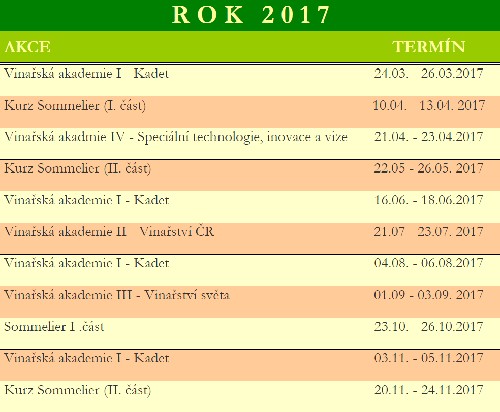 ROK 2017
AKCE TERMÍN
Vinařská akademie I - Kadet 24.03. - 26.03.2017
Kurz Sommelier (I. část) 10.04. - 13.04. 2017
Vinařská akadmie IV - Speciální technologie, inovace a vize 21.04. - 23.04.2017
Kurz Sommelier (II. část) 22.05 - 26.05. 2017
Vinařská akademie I - Kadet 16.06. - 18.06.2017
Vinařská akademie II - Vinařství ČR 21.07 - 23.07. 2017
Vinařská akademie I - Kadet 04.08. - 06.08.2017
Vinařská akademie III - Vinařství světa 01.09 - 03.09. 2017
Sommelier I .část 23.10. - 26.10.2017
Vinařská akademie I - Kadet 03.11. - 05.11.2017
Kurz Sommelier (II. část) 20.11. - 24.11.2017